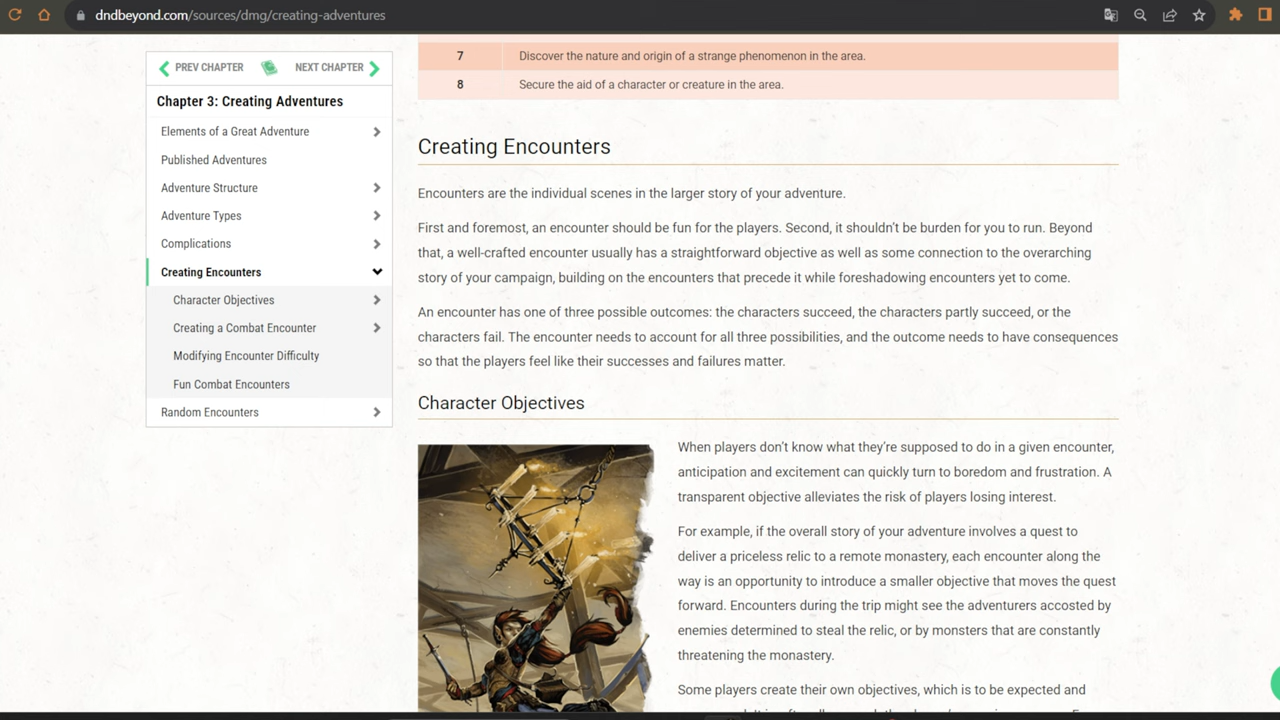 dndbeyond.com/sources/dmg/creating-adventures
PREV CHAPTER
NEXT CHAPTER
Chapter 3: Creating Adventures
Elements of a Great Adventure
Published Adventures
Adventure Structure
Adventure Types
Complications
Creating Encounters
Character Objectives
Creating a Combat Encounter
Modifying Encounter Difficulty
Fun Combat Encounters
Random Encounters
7 Discover the nature and origin of a strange phenomenon in the area.
8 Secure the aid of a character or creature in the area.
Creating Encounters
Encounters are the individual scenes in the larger story of your adventure.
First and foremost, an encounter should be fun for the players. Second, it shouldn’t be burden for you to run. Beyond
that, a well-crafted encounter usually has a straightforward objective as well as some connection to the overarching
story of your campaign, building on the encounters that precede it while foreshadowing encounters yet to come.
An encounter has one of three possible outcomes: the characters succeed, the characters partly succeed, or the
characters fail. The encounter needs to account for all three possibilities, and the outcome needs to have consequences
so that the players feel like their successes and failures matter.
Character Objectives
When players don’t know what they’re supposed to do in a given encounter,
anticipation and excitement can quickly turn to boredom and frustration. A
transparent objective alleviates the risk of players losing interest.
For example, if the overall story of your adventure involves a quest to
deliver a priceless relic to a remote monastery, each encounter along the
way is an opportunity to introduce a smaller objective that moves the quest
forward. Encounters during the trip might see the adventurers accosted by
enemies determined to steal the relic, or by monsters that are constantly
threatening the monastery.
Some players create their own objectives, which is to be expected and